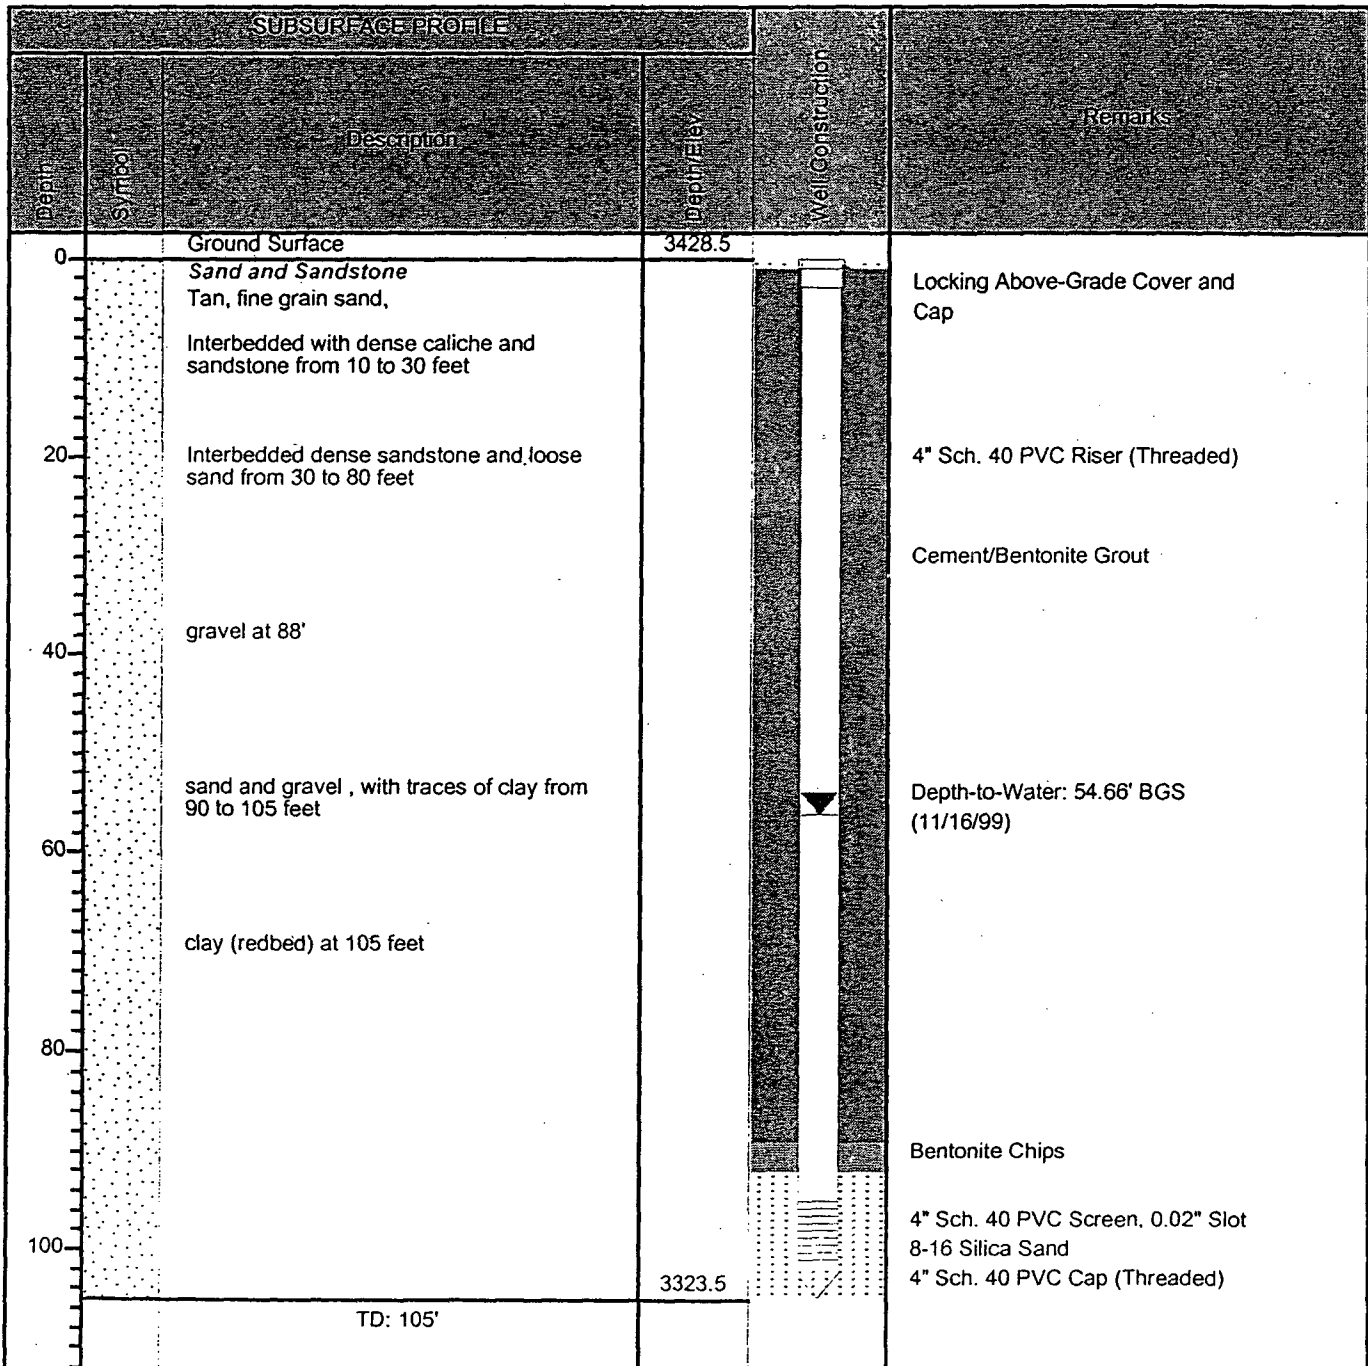 SUBSURFACE PROFILE
Depth
Symbol
Description
Depth/Elev
Well Construction
Remarks
Ground Surface
3428.5
0
Sand and Sandstone
Tan, fine grain sand,
Locking Above-Grade Cover and
Cap
Interbedded with dense caliche and
sandstone from 10 to 30 feet
20
Interbedded dense sandstone and loose
sand from 30 to 80 feet
4" Sch. 40 PVC Riser (Threaded)
Cement/Bentonite Grout
gravel at 88'
40
sand and gravel , with traces of clay from
90 to 105 feet
Depth-to-Water: 54.66' BGS
(11/16/99)
60
clay (redbed) at 105 feet
80
Bentonite Chips
4" Sch. 40 PVC Screen, 0.02" Slot
100
8-16 Silica Sand
4" Sch. 40 PVC Cap (Threaded)
3323.5
TD: 105'